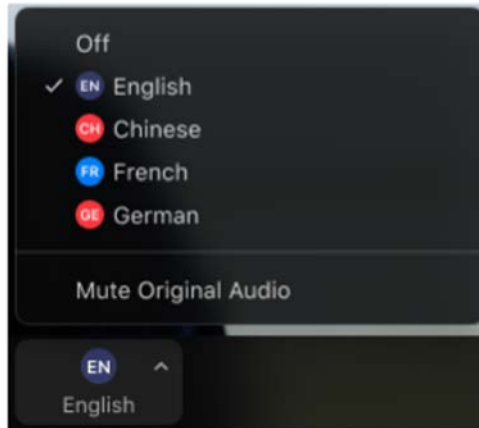 Off
EN English
CH Chinese
FR French
GE German
Mute Original Audio
EN
English